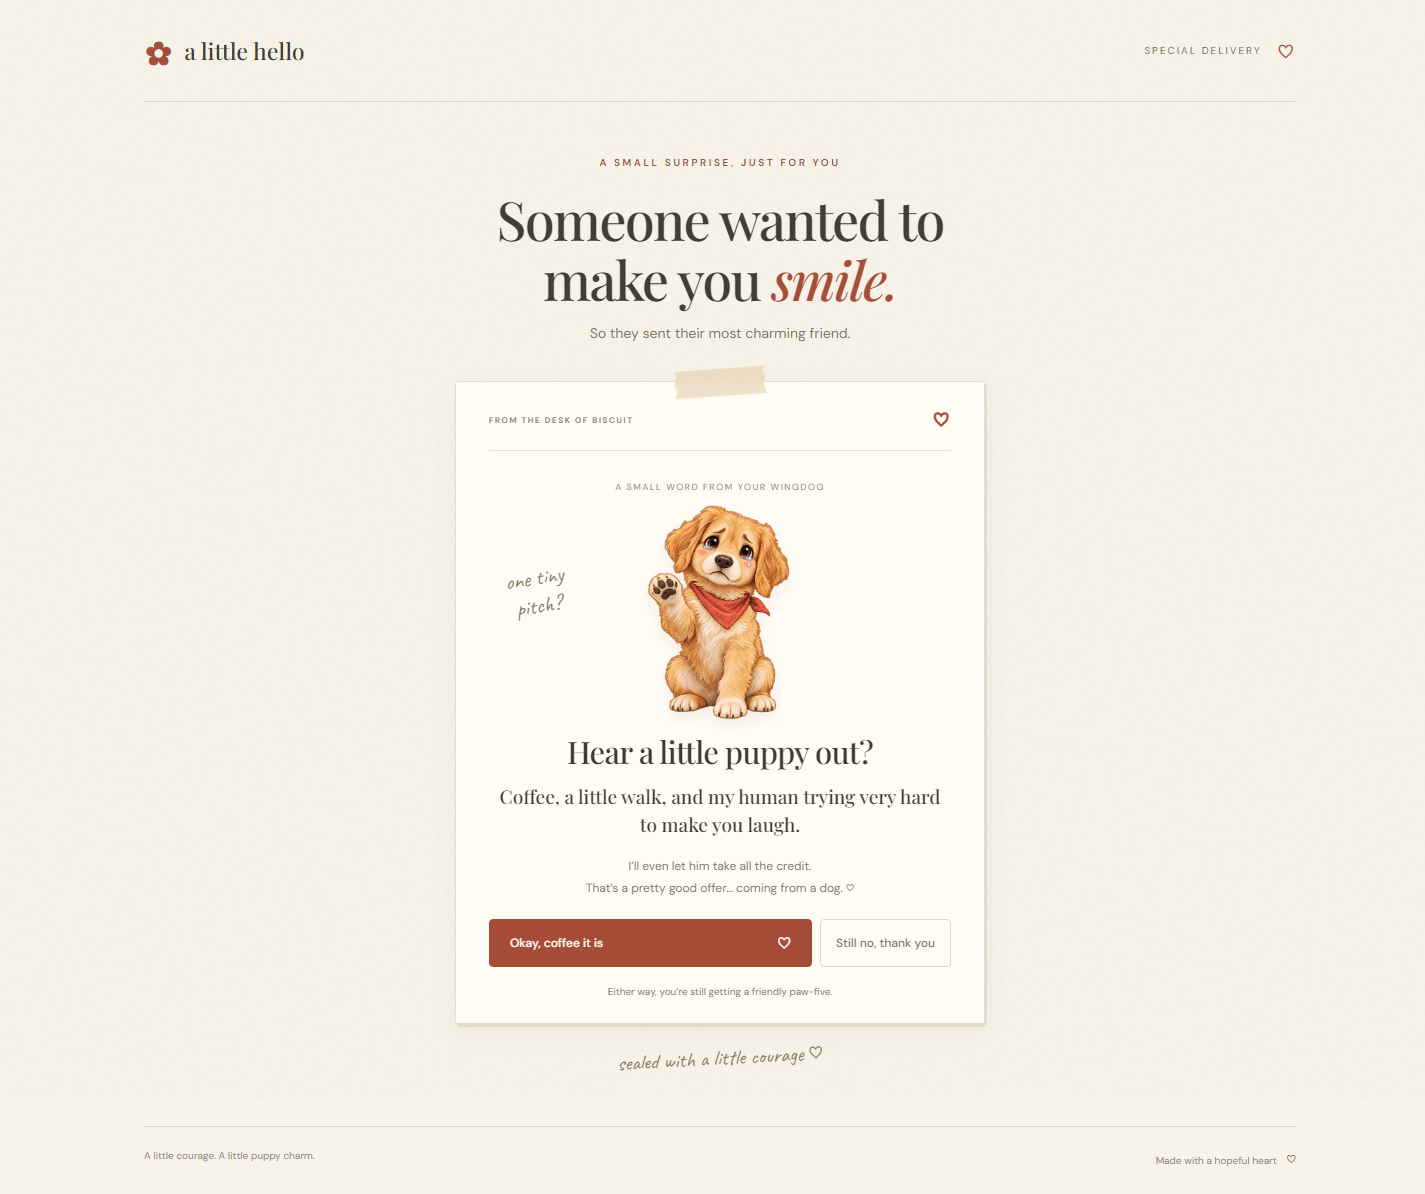 a little hello
SPECIAL DELIVERY
A SMALL SURPRISE, JUST FOR YOU
Someone wanted to
make you smile.
So they sent their most charming friend.
FROM THE DESK OF BISCUIT
A SMALL WORD FROM YOUR WINGDOG
one tiny
pitch?
Hear a little puppy out?
Coffee, a little walk, and my human trying very hard
to make you laugh.
I’ll even let him take all the credit.
That’s a pretty good offer… coming from a dog. ♡
Okay, coffee it is
Still no, thank you
Either way, you’re still getting a friendly paw-five.
sealed with a little courage ♡
A little courage. A little puppy charm.
Made with a hopeful heart